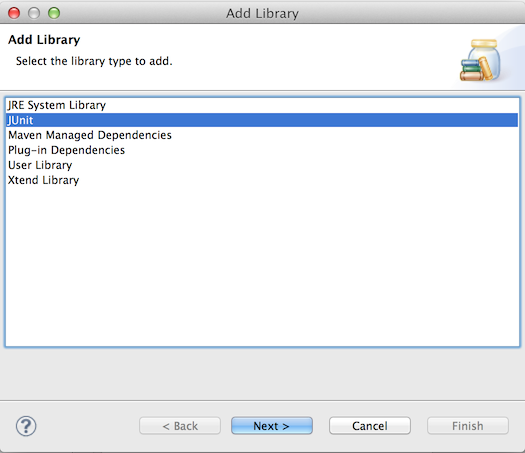 Add Library
Add Library
Select the library type to add.
JRE System Library
JUnit
Maven Managed Dependencies
Plug-in Dependencies
User Library
Xtend Library
?
< Back
Next >
Cancel
Finish